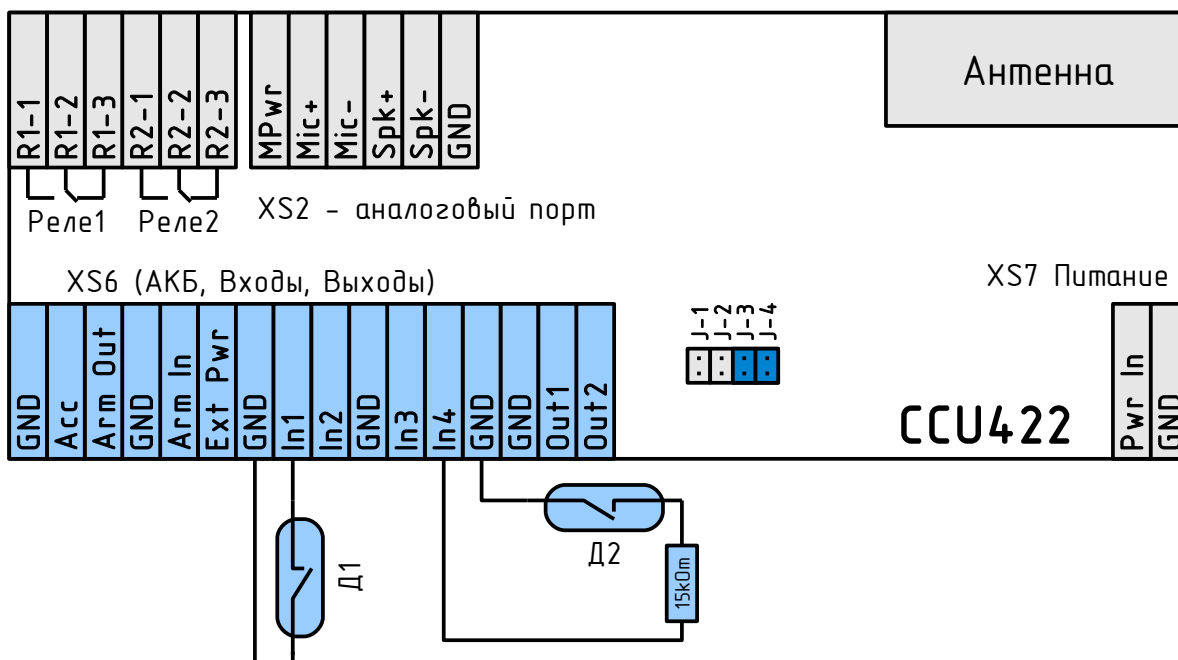 R1-1
R1-2
R1-3
R2-1
R2-2
R2-3
MPwr
Mic+
Mic-
Spk+
Spk-
GND
Антенна
Реле1
Реле2
XS2 - аналоговый порт
XS6 (АКБ, Входы, Выходы)
XS7 Питание
GND
Acc
Arm Out
GND
Arm In
Ext Pwr
GND
In1
In2
GND
In3
In4
GND
GND
Out1
Out2
J-1
J-2
J-3
J-4
CCU422
Pwr In
GND
Д1
Д2
15kOm